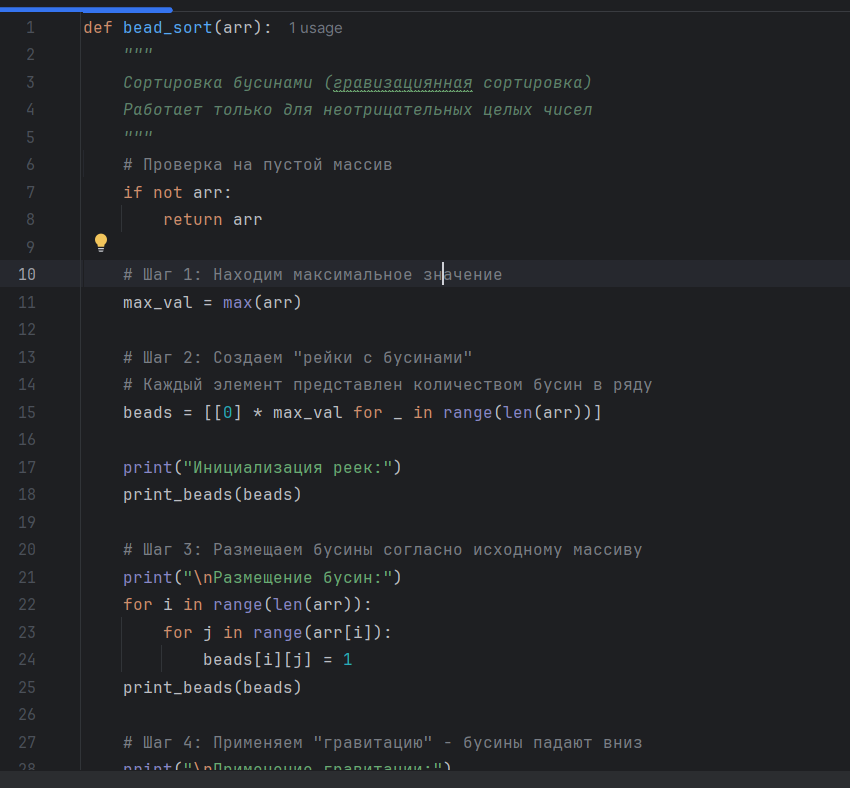 1 def bead_sort(arr): 1 usage
2 """
3 Сортировка бусинами (гравизациянная сортировка)
4 Работает только для неотрицательных целых чисел
5 """
6 # Проверка на пустой массив
7 if not arr:
8 return arr
9
10 # Шаг 1: Находим максимальное значение
11 max_val = max(arr)
12
13 # Шаг 2: Создаем "рейки с бусинами"
14 # Каждый элемент представлен количеством бусин в ряду
15 beads = [[0] * max_val for _ in range(len(arr))]
16
17 print("Инициализация реек:")
18 print_beads(beads)
19
20 # Шаг 3: Размещаем бусины согласно исходному массиву
21 print("\nРазмещение бусин:")
22 for i in range(len(arr)):
23 for j in range(arr[i]):
24 beads[i][j] = 1
25 print_beads(beads)
26
27 # Шаг 4: Применяем "гравитацию" - бусины падают вниз
28 print("\nПрименение гравитации:")